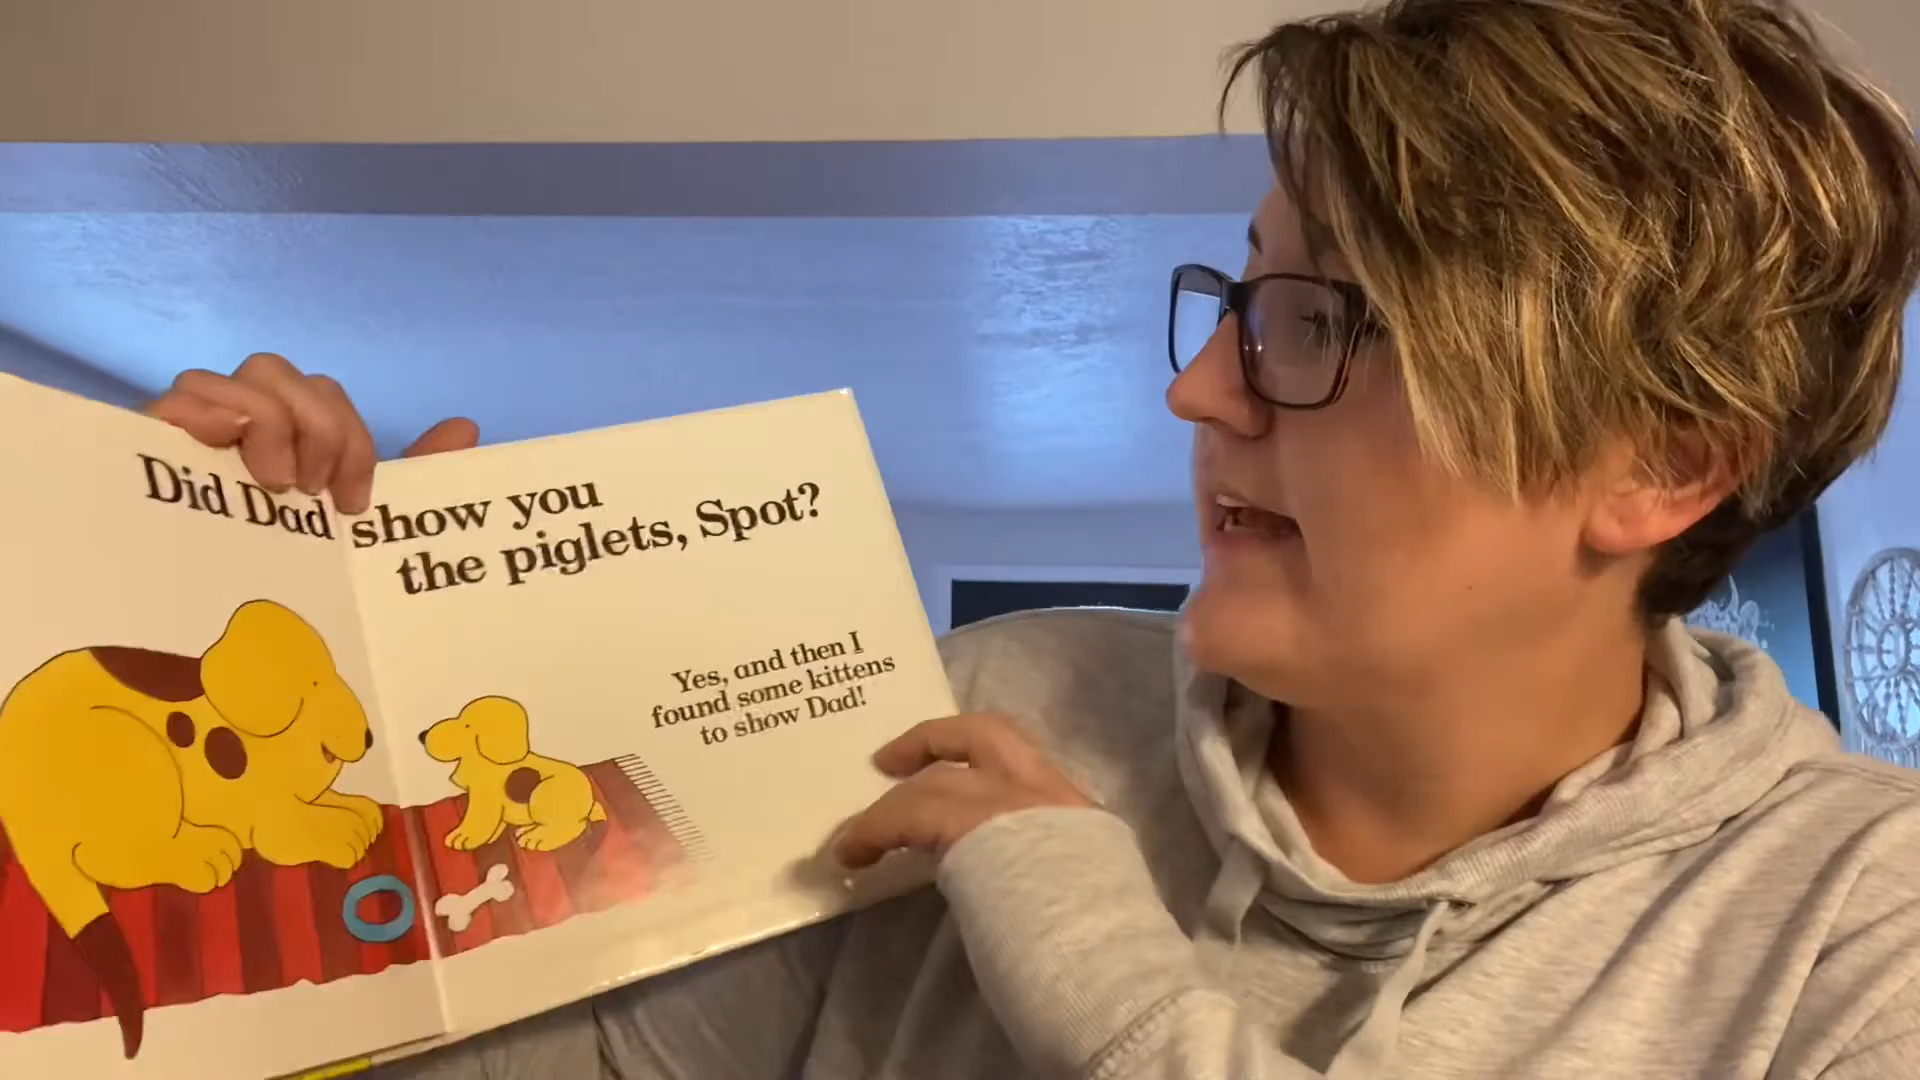 Did Dad show you
the piglets, Spot?
Yes, and then I
found some kittens
to show Dad!